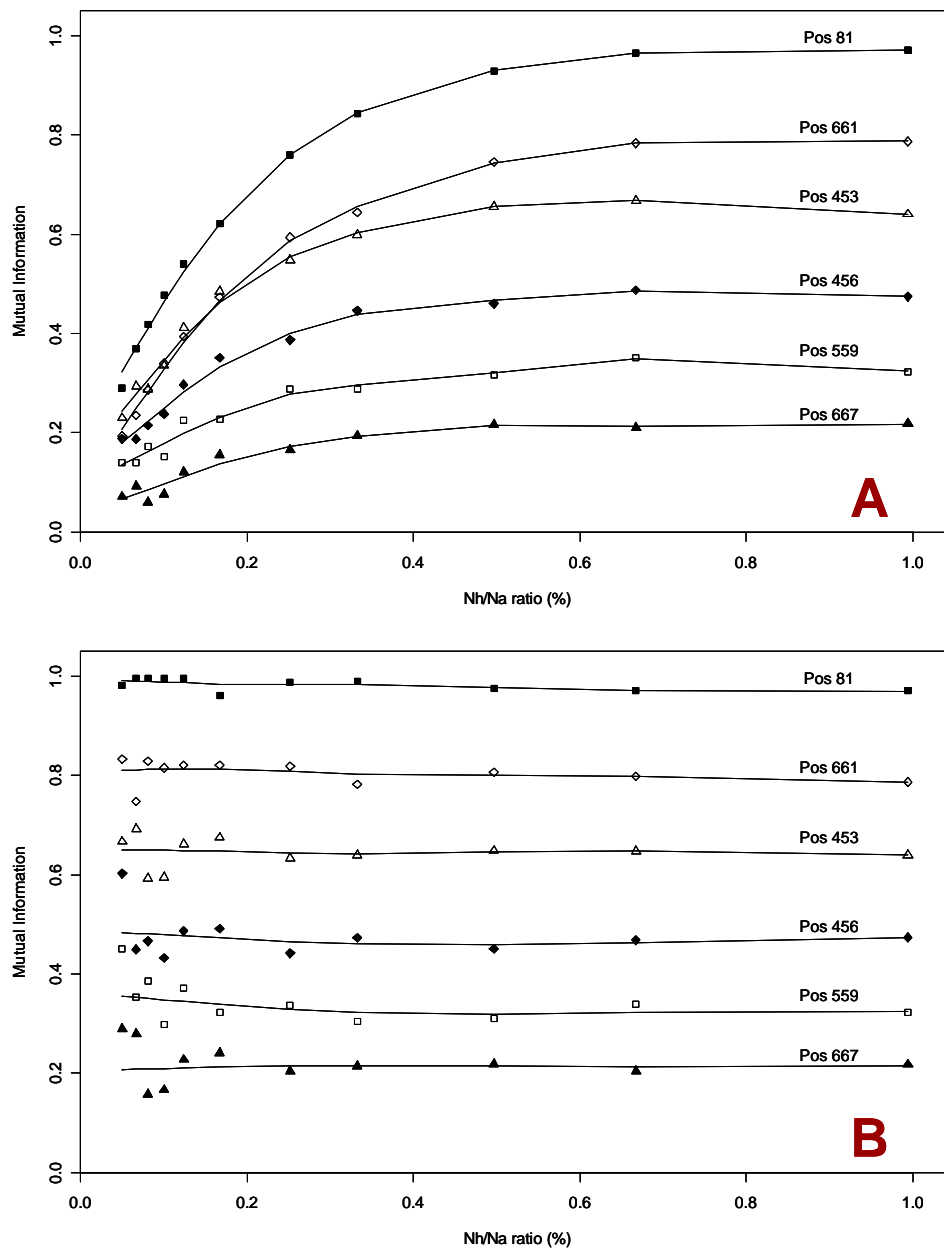 1.0
0.8
0.6
0.4
0.2
0.0
Mutual Information
Pos 81
Pos 661
Pos 453
Pos 456
Pos 559
Pos 667
A
0.0 0.2 0.4 0.6 0.8 1.0
Nh/Na ratio (%)
1.0
0.8
0.6
0.4
0.2
0.0
Mutual Information
Pos 81
Pos 661
Pos 453
Pos 456
Pos 559
Pos 667
B
0.0 0.2 0.4 0.6 0.8 1.0
Nh/Na ratio (%)